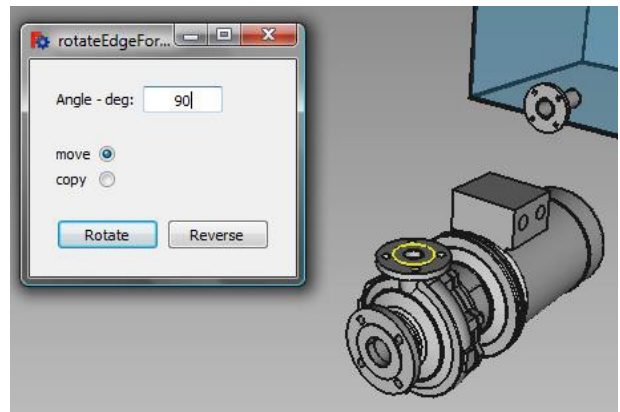 rotateEdgeFor...
Angle - deg: 90
move
copy
Rotate Reverse